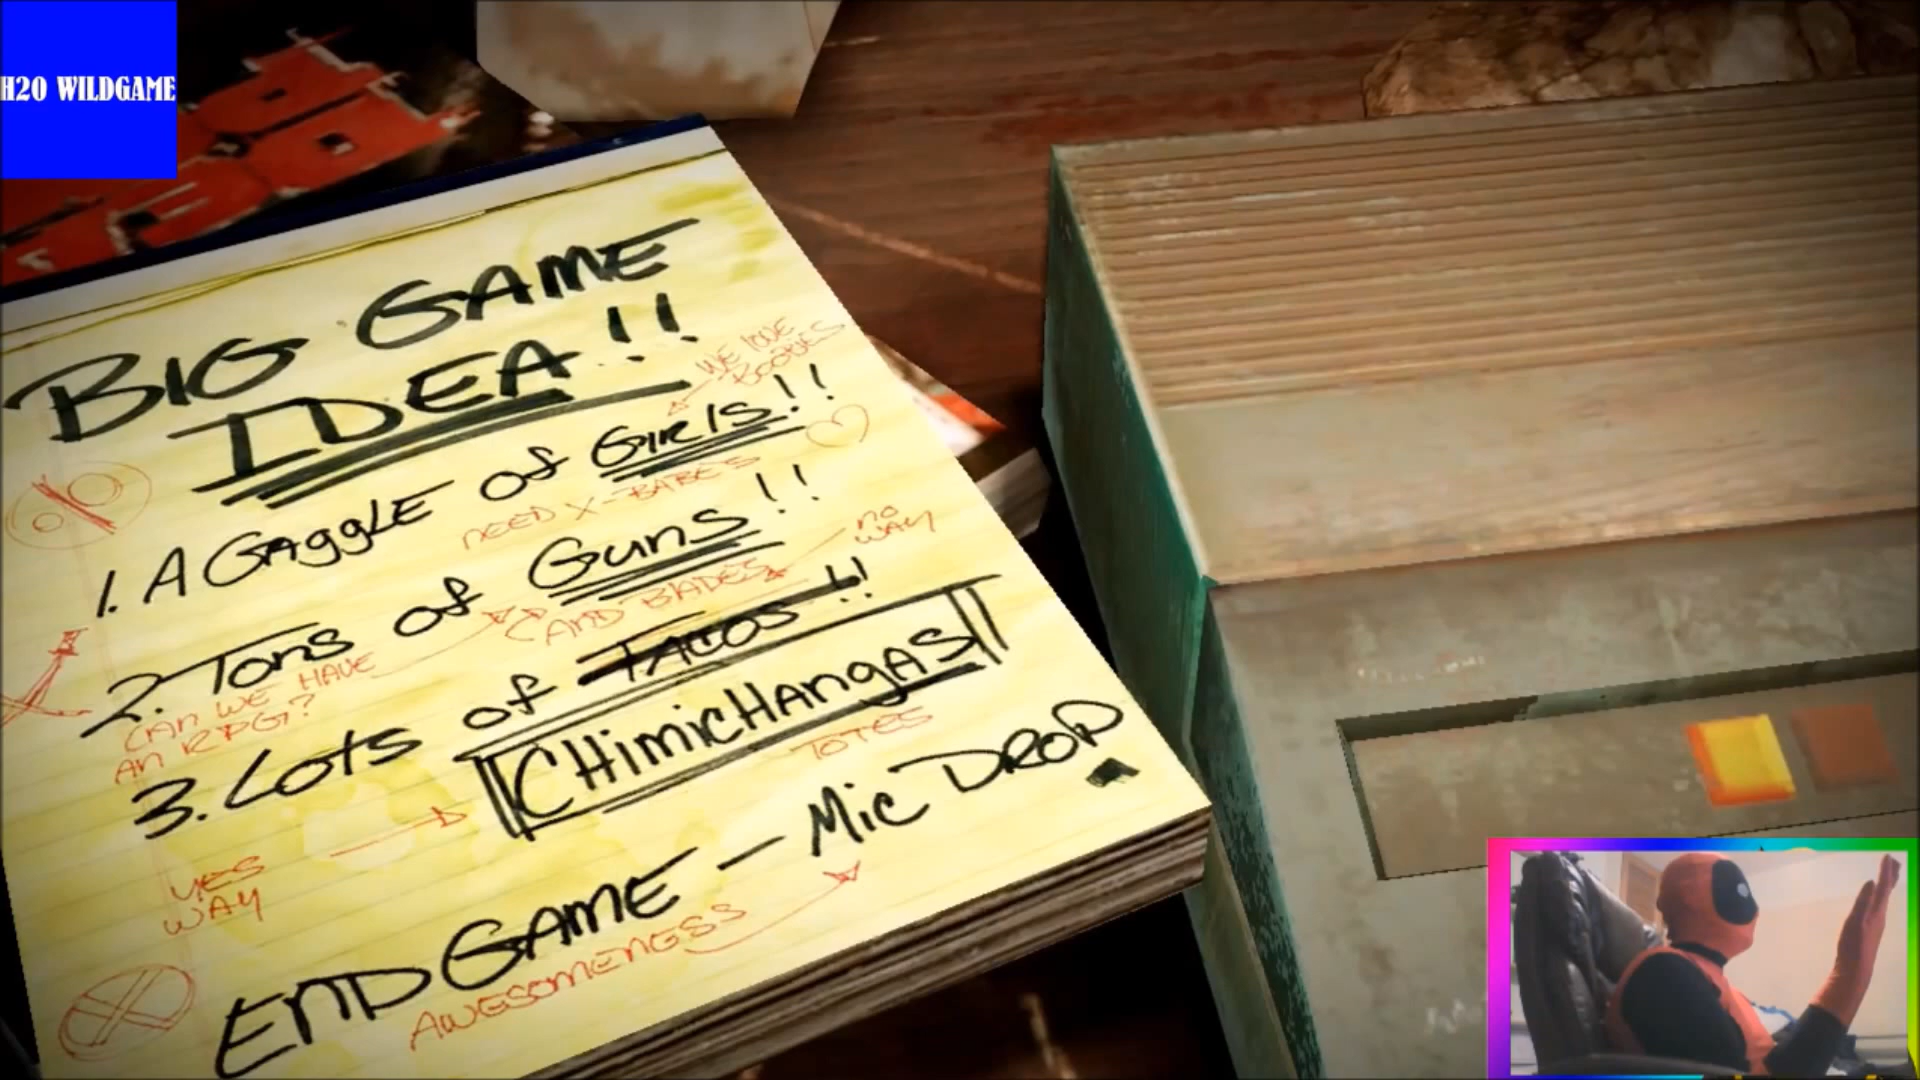 H20 WILDGAME
BIG GAME
IDEA!!
WE LOVE
BOOBIES
1. A GAggLE of GirlS!!
NEED X-BABES
2. Tons of Guns!!
NO
WAY
AND BLADES
CAN WE HAVE
AN RPG?
3. Lots of TACOS!!
CHimiCHangAS
TOTES
YES
WAY
END GAME - Mic DROP
AWESOMENESS